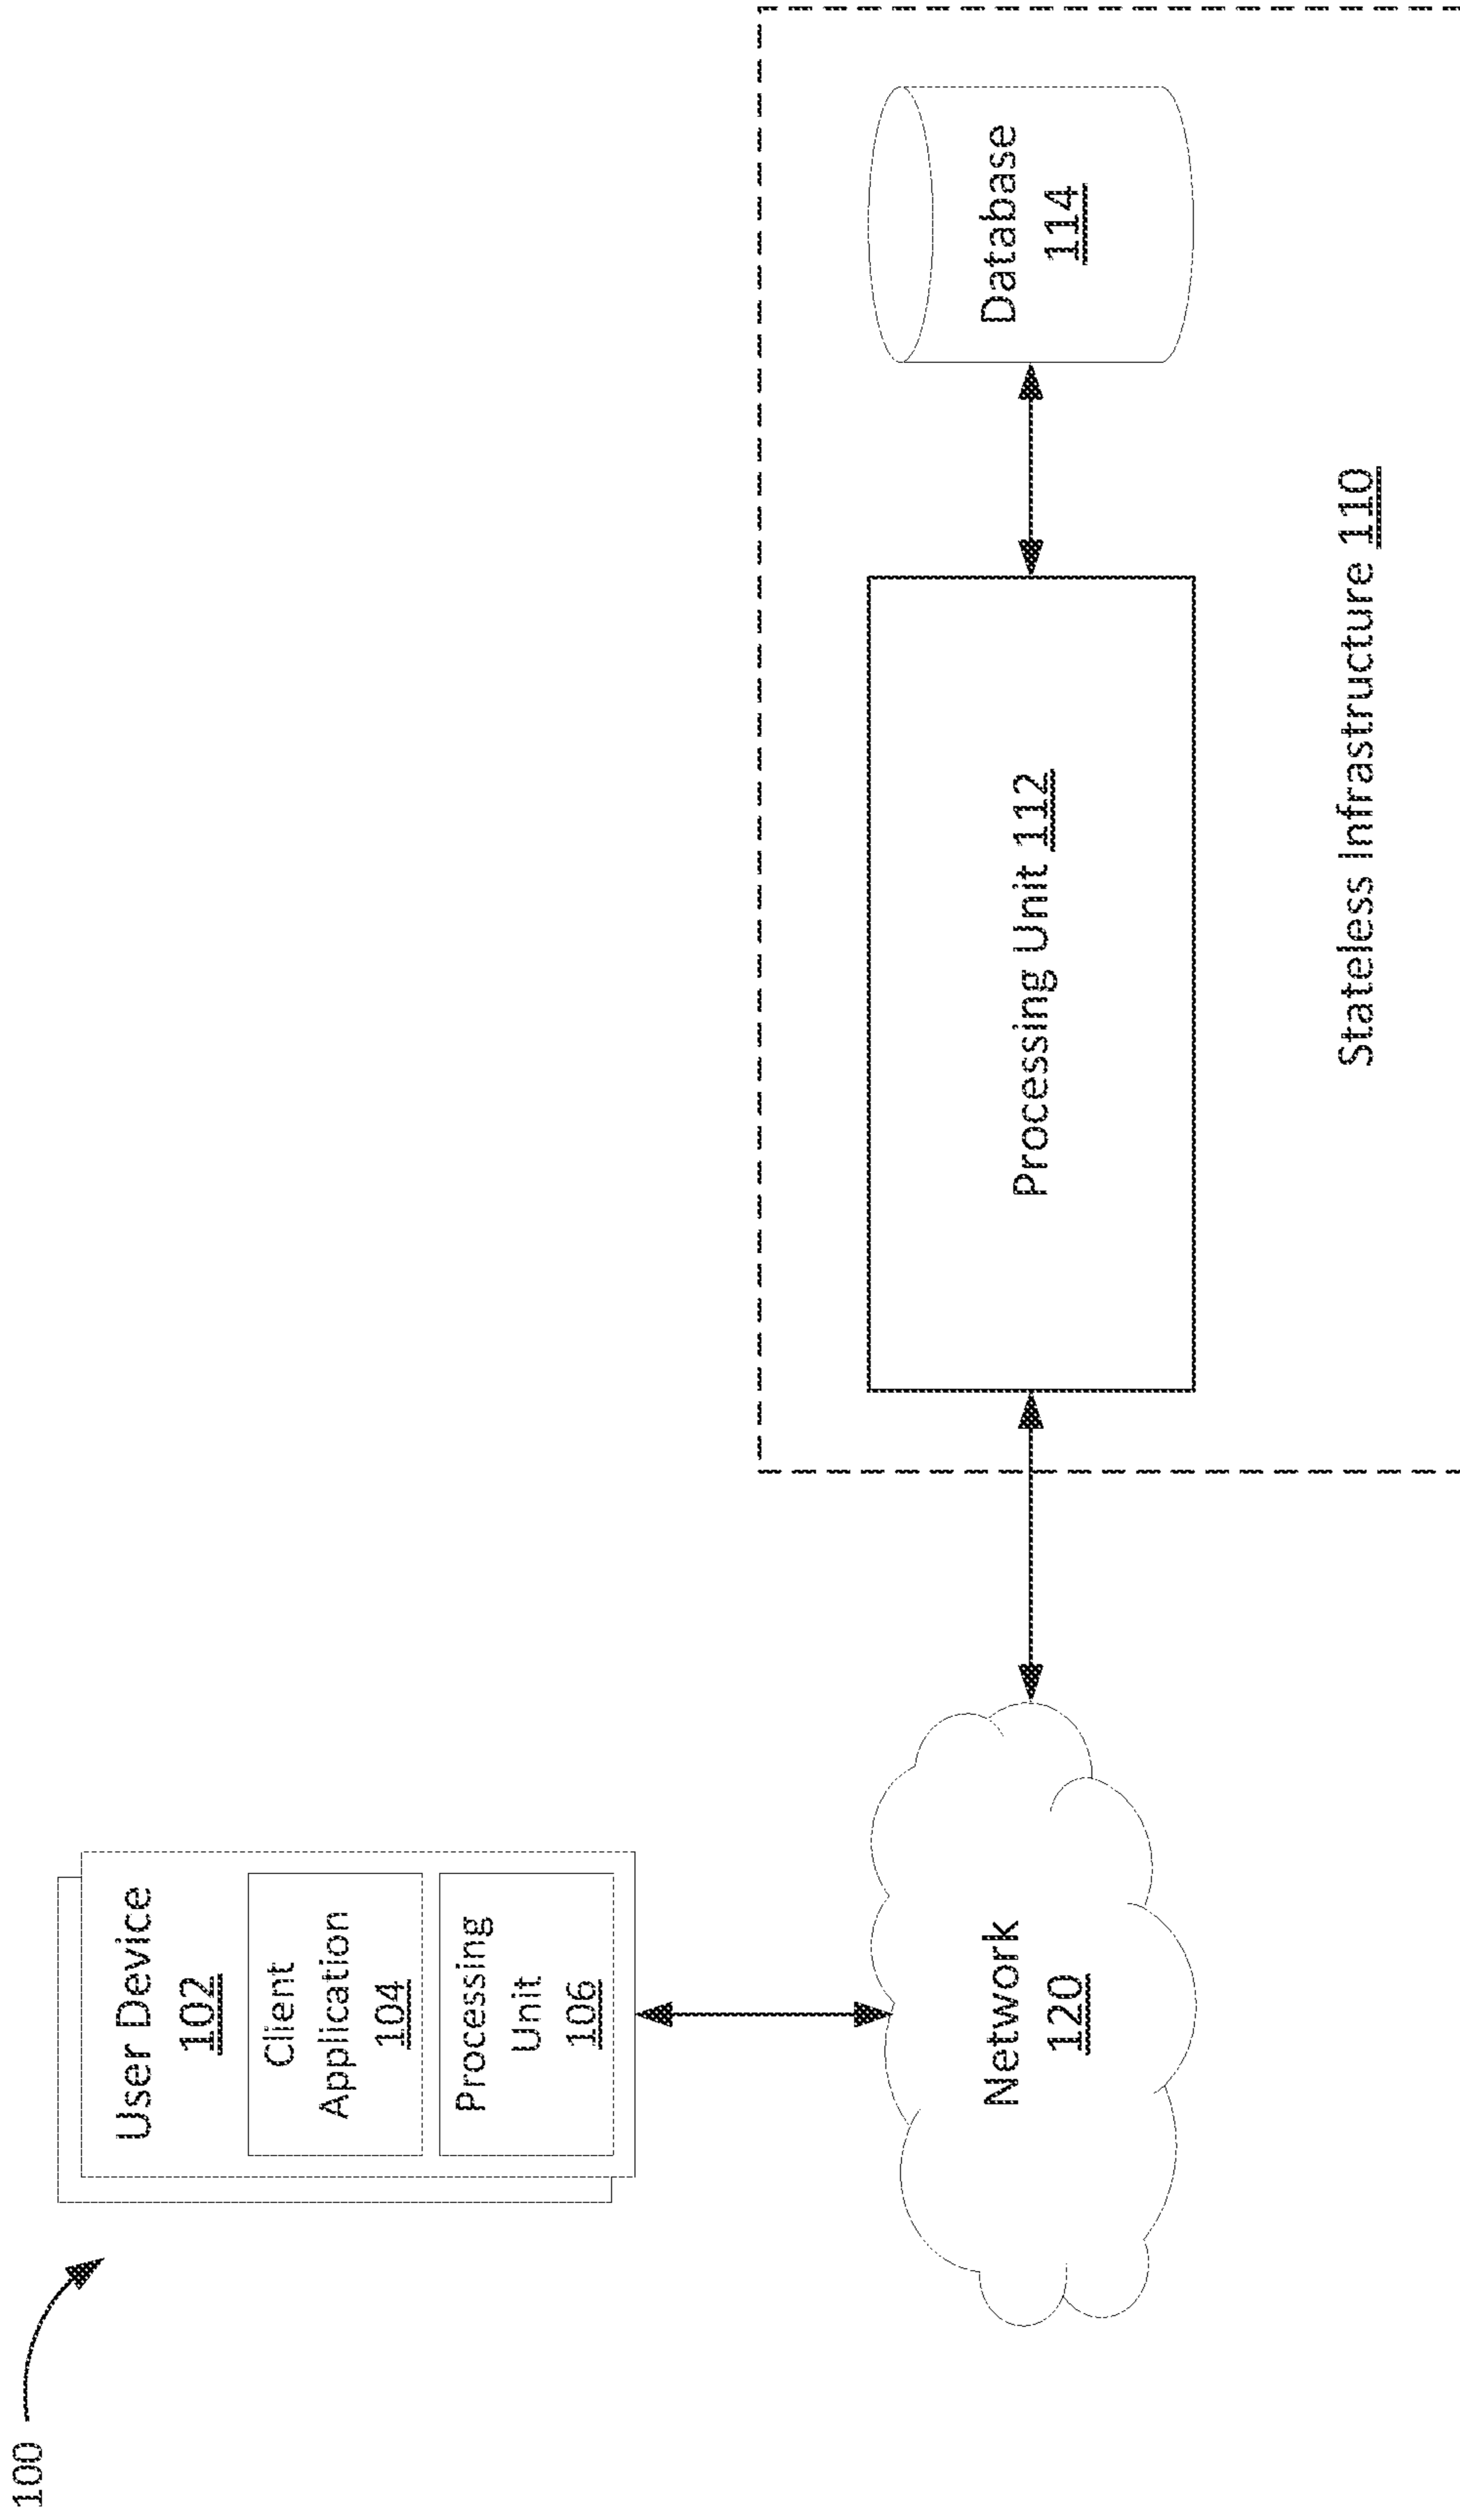 100
User Device
102
Client
Application
104
Processing
Unit
106
Network
120
Processing Unit 112
Database
114
Stateless Infrastructure 110